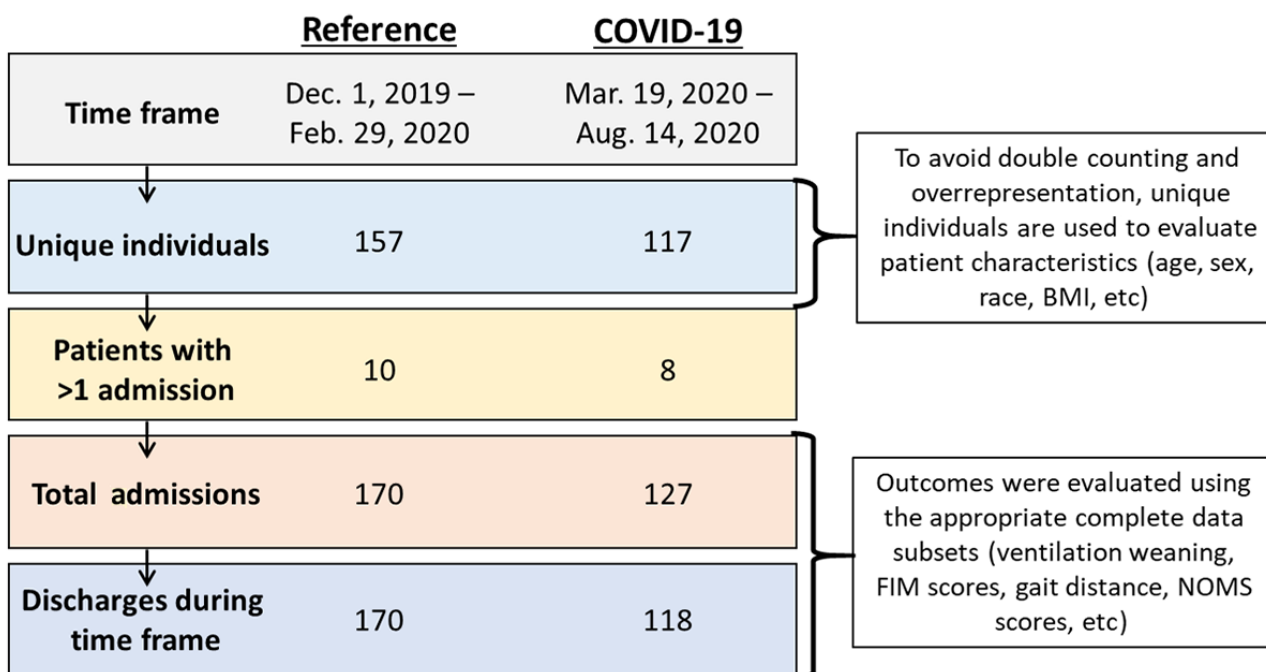 Reference COVID-19
Time frame
Dec. 1, 2019 –
Feb. 29, 2020
Mar. 19, 2020 –
Aug. 14, 2020
Unique individuals 157 117
To avoid double counting and
overrepresentation, unique
individuals are used to evaluate
patient characteristics (age, sex,
race, BMI, etc)
Patients with
>1 admission
10 8
Total admissions 170 127
Discharges during
time frame
170 118
Outcomes were evaluated using
the appropriate complete data
subsets (ventilation weaning,
FIM scores, gait distance, NOMS
scores, etc)